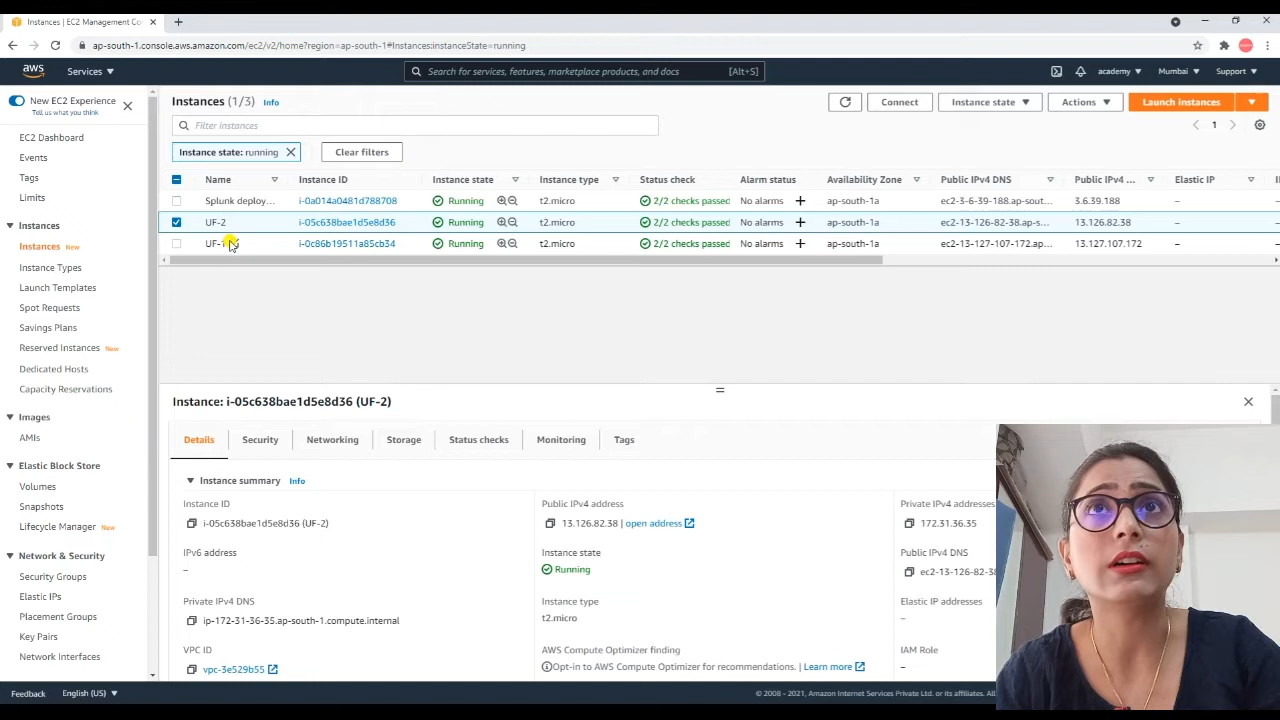 Instances | EC2 Management Co
ap-south-1.console.aws.amazon.com/ec2/v2/home?region=ap-south-1#Instances:instanceState=running
aws Services Search for services, features, marketplace products, and docs [Alt+S] academy Mumbai Support
New EC2 Experience
Tell us what you think
EC2 Dashboard
Events
Tags
Limits
Instances
Instances New
Instance Types
Launch Templates
Spot Requests
Savings Plans
Reserved Instances New
Dedicated Hosts
Capacity Reservations
Images
AMIs
Elastic Block Store
Volumes
Snapshots
Lifecycle Manager New
Network & Security
Security Groups
Elastic IPs
Placement Groups
Key Pairs
Network Interfaces
Instances (1/3) Info Connect Instance state Actions Launch instances
Filter instances 1
Instance state: running Clear filters
Name Instance ID Instance state Instance type Status check Alarm status Availability Zone Public IPv4 DNS Public IPv4 ... Elastic IP
Splunk deploy... i-0a014a0481d788708 Running t2.micro 2/2 checks passed No alarms ap-south-1a ec2-3-6-39-188.ap-sout... 3.6.39.188 –
UF-2 i-05c638bae1d5e8d36 Running t2.micro 2/2 checks passed No alarms ap-south-1a ec2-13-126-82-38.ap-s... 13.126.82.38 –
i-0c86b19511a85cb34 Running t2.micro 2/2 checks passed No alarms ap-south-1a ec2-13-127-107-172.ap... 13.127.107.172 –
Instance: i-05c638bae1d5e8d36 (UF-2)
Details Security Networking Storage Status checks Monitoring Tags
Instance summary Info
Instance ID Public IPv4 address Private IPv4 addresses
i-05c638bae1d5e8d36 (UF-2) 13.126.82.38 | open address 172.31.36.35
IPv6 address Instance state Public IPv4 DNS
– Running ec2-13-126-82-38
Private IPv4 DNS Instance type Elastic IP addresses
ip-172-31-36-35.ap-south-1.compute.internal t2.micro –
VPC ID AWS Compute Optimizer finding IAM Role
vpc-3e529b55 Opt-in to AWS Compute Optimizer for recommendations. | Learn more –
Feedback English (US) © 2008 - 2021, Amazon Internet Services Private Ltd. or its affiliates. All